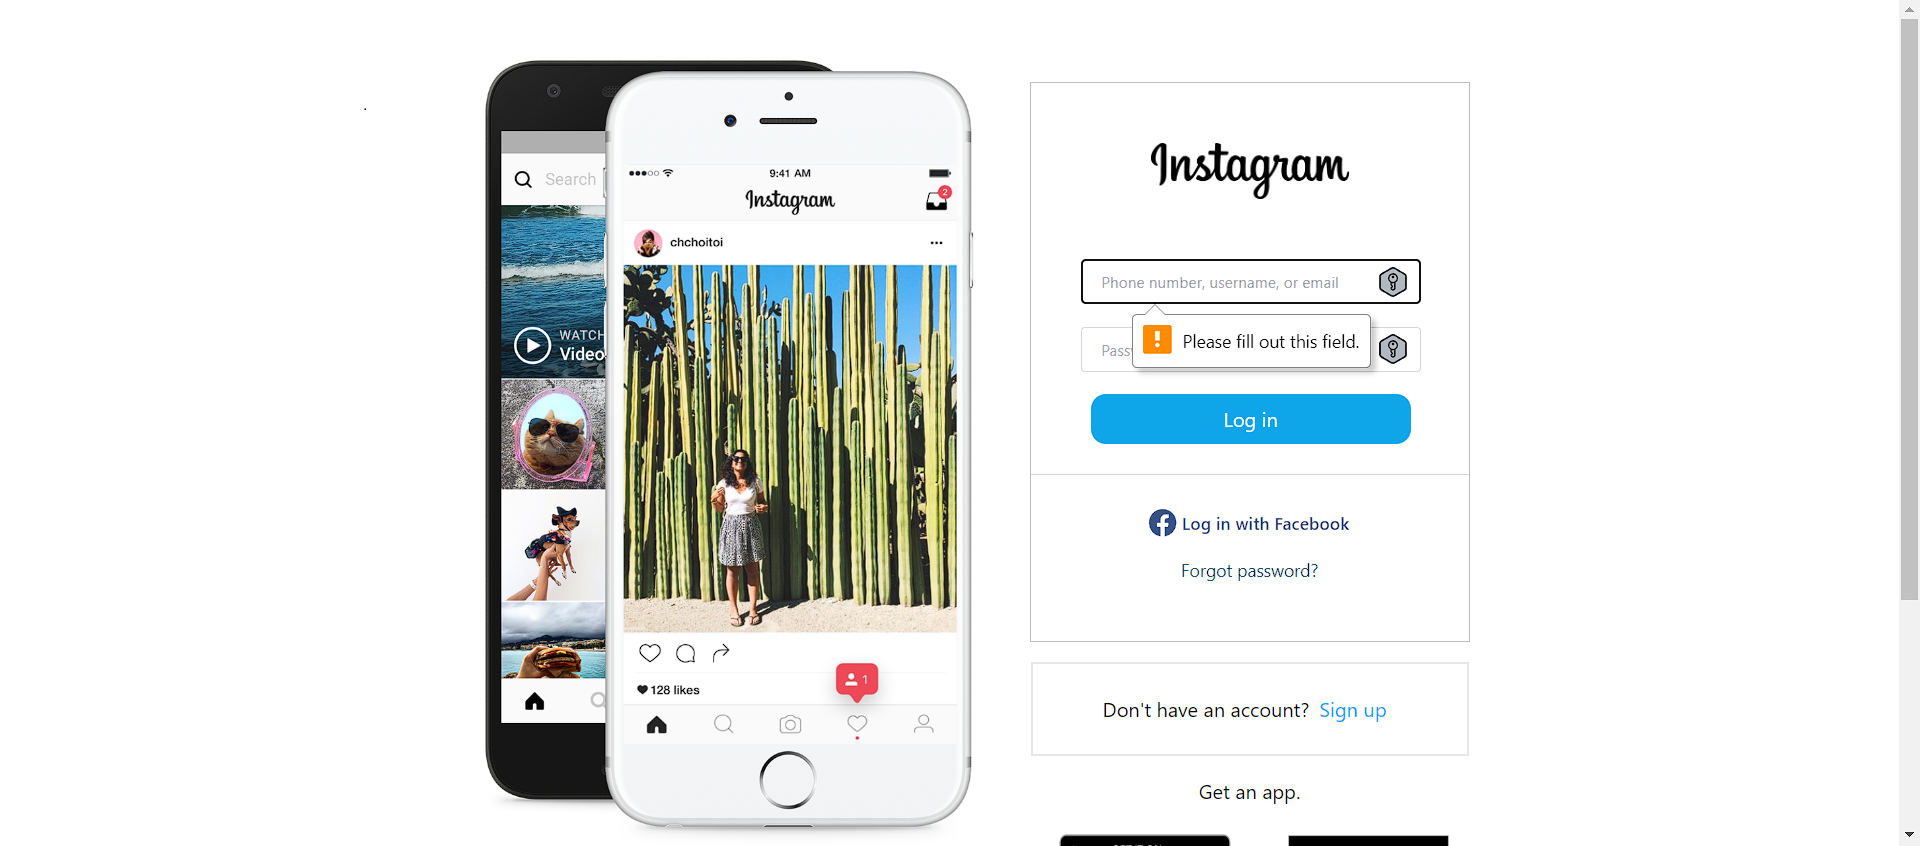 Search
WATCH
Video
9:41 AM
Instagram
2
chchoitoi
128 likes
1
Instagram
Phone number, username, or email
Please fill out this field.
Log in
Log in with Facebook
Forgot password?
Don't have an account? Sign up
Get an app.